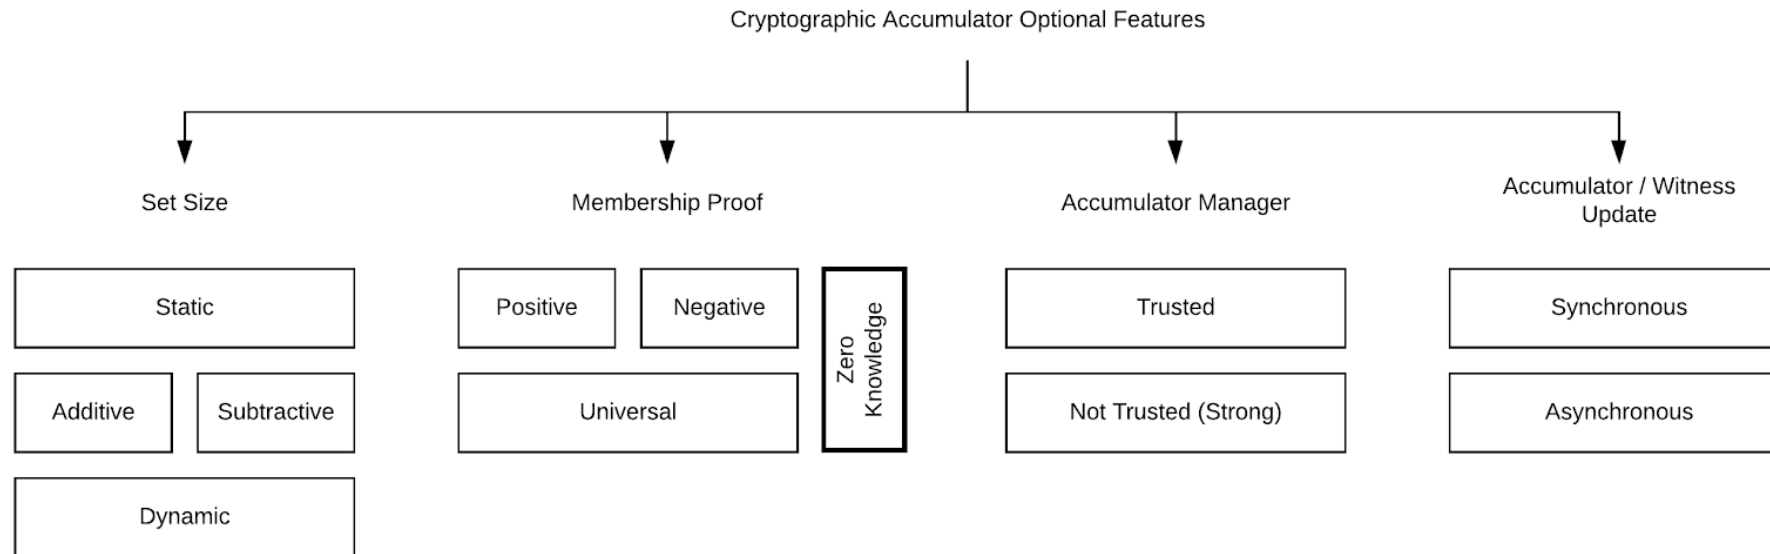 Cryptographic Accumulator Optional Features
Set Size
Membership Proof
Accumulator Manager
Accumulator / Witness
Update
Static
Positive
Negative
Zero
Knowledge
Trusted
Synchronous
Additive
Subtractive
Universal
Not Trusted (Strong)
Asynchronous
Dynamic